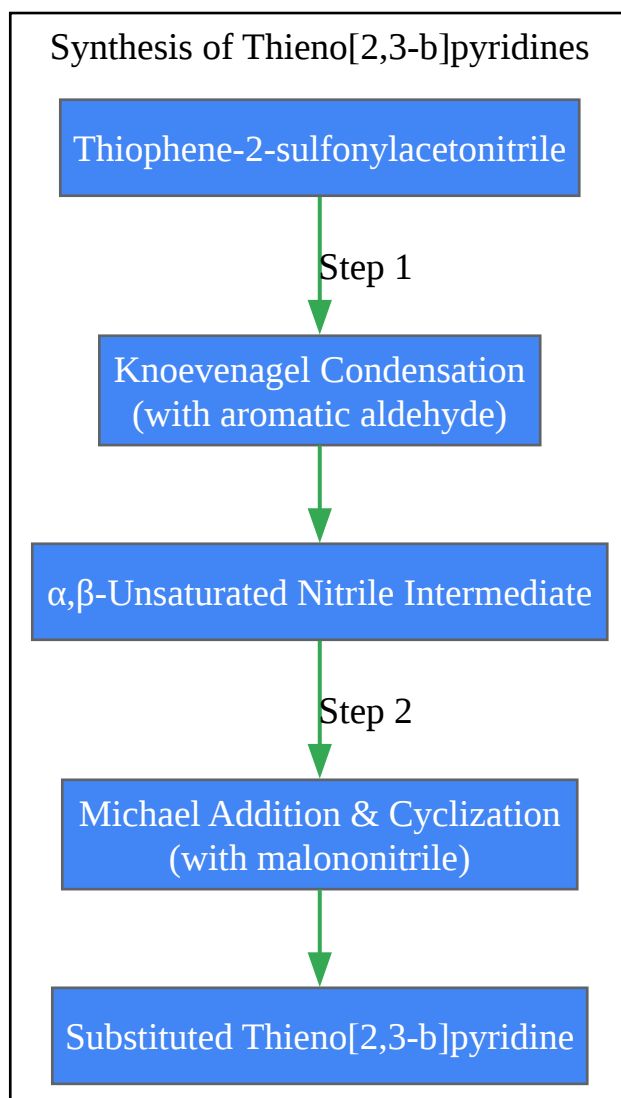 Synthesis of Thieno[2,3-b]pyridines
Thiophene-2-sulfonylacetonitrile
Step 1
Knoevenagel Condensation
(with aromatic aldehyde)
α,β-Unsaturated Nitrile Intermediate
Step 2
Michael Addition & Cyclization
(with malononitrile)
Substituted Thieno[2,3-b]pyridine